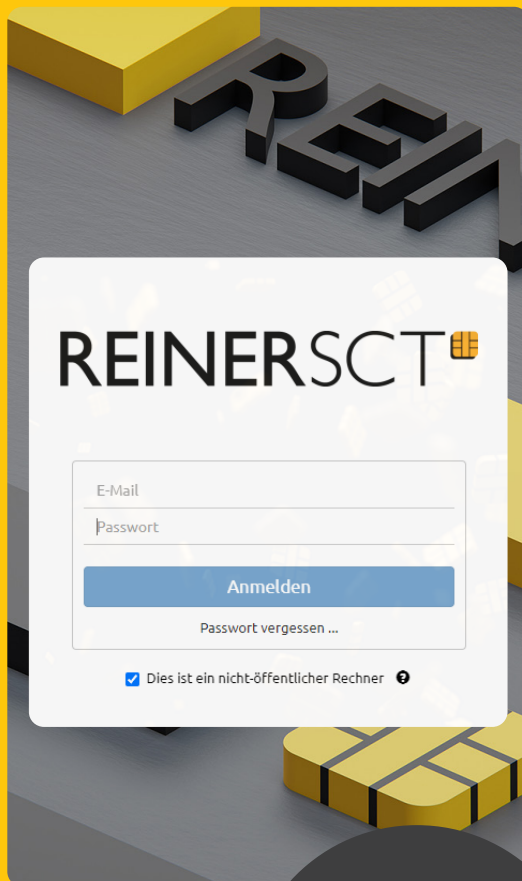 REIN
REINERSCT
E-Mail
Passwort
Anmelden
Passwort vergessen ...
Dies ist ein nicht-öffentlicher Rechner